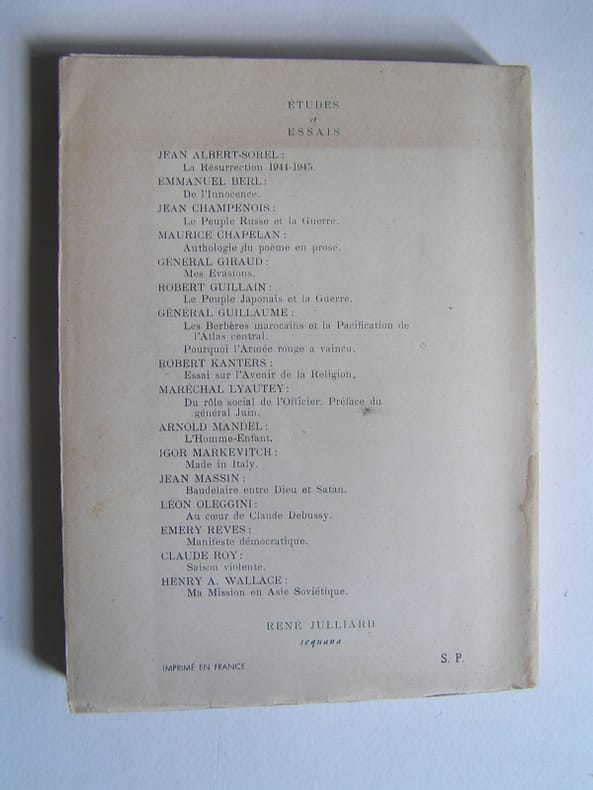 ÉTUDES
et
ESSAIS
JEAN ALBERT-SOREL :
La Résurrection 1944-1945.
EMMANUEL BERL :
De l'Innocence.
JEAN CHAMPENOIS :
Le Peuple Russe et la Guerre.
MAURICE CHAPELAN :
Anthologie du poème en prose.
GÉNÉRAL GIRAUD :
Mes Evasions.
ROBERT GUILLAIN :
Le Peuple Japonais et la Guerre.
GÉNÉRAL GUILLAUME :
Les Berbères marocains et la Pacification de
l'Atlas central.
Pourquoi l'Armée rouge a vaincu.
ROBERT KANTERS :
Essai sur l'Avenir de la Religion,
MARÉCHAL LYAUTEY :
Du rôle social de l'Officier. Préface du
général Juin.
ARNOLD MANDEL :
L'Homme-Enfant.
IGOR MARKEVITCH :
Made in Italy.
JEAN MASSIN :
Baudelaire entre Dieu et Satan.
LÉON OLEGGINI :
Au cœur de Claude Debussy.
EMERY REVES :
Manifeste démocratique.
CLAUDE ROY :
Saison violente.
HENRY A. WALLACE :
Ma Mission en Asie Soviétique.
RENÉ JULLIARD
sequana
IMPRIMÉ EN FRANCE
S. P.